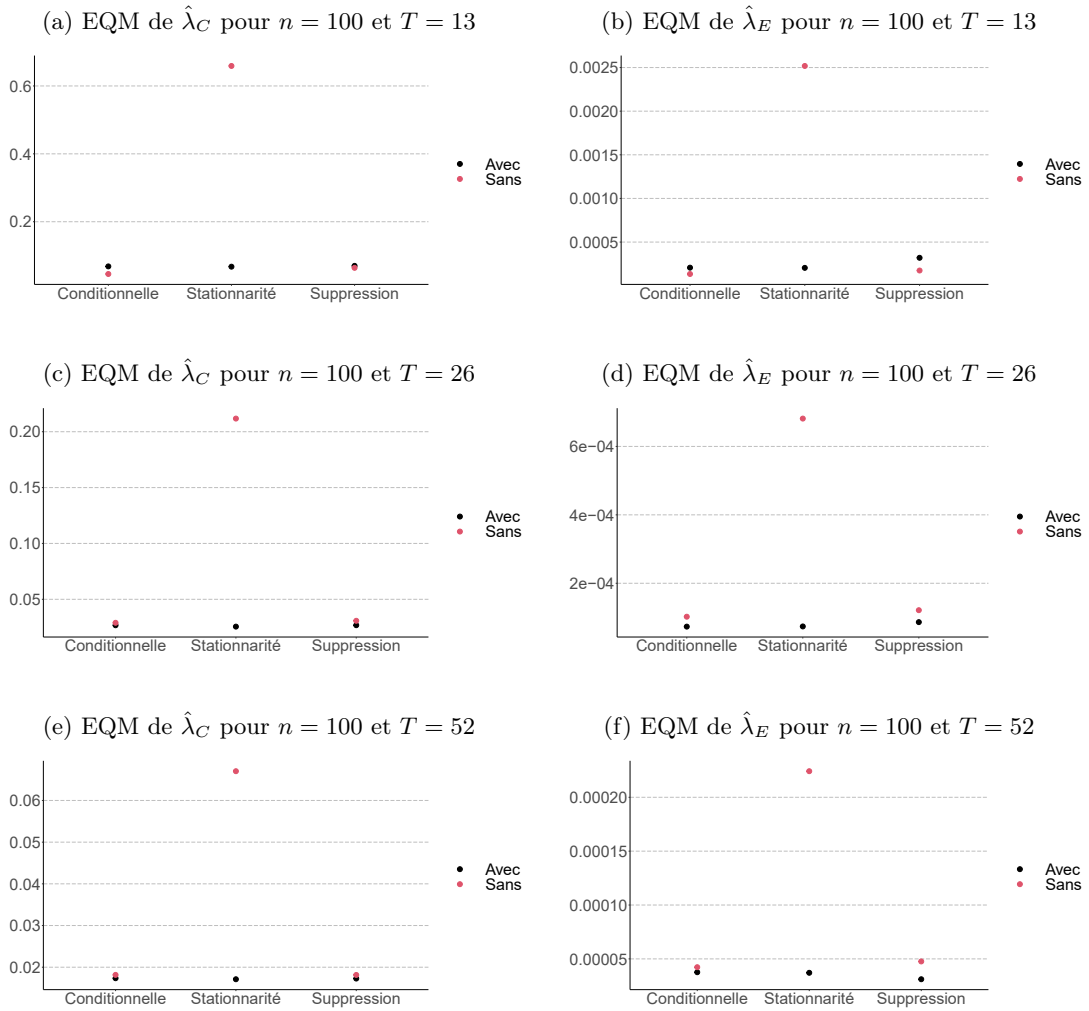 (a) EQM de λ̂_C pour n = 100 et T = 13
0.6
0.4
0.2
Conditionnelle Stationnarité Suppression
Avec
Sans
(b) EQM de λ̂_E pour n = 100 et T = 13
0.0025
0.0020
0.0015
0.0010
0.0005
Conditionnelle Stationnarité Suppression
Avec
Sans
(c) EQM de λ̂_C pour n = 100 et T = 26
0.20
0.10
0.05
Conditionnelle Stationnarité Suppression
Avec
Sans
(d) EQM de λ̂_E pour n = 100 et T = 26
6e−04
4e−04
2e−04
Conditionnelle Stationnarité Suppression
Avec
Sans
(e) EQM de λ̂_C pour n = 100 et T = 52
0.06
0.05
0.04
0.03
0.02
Conditionnelle Stationnarité Suppression
Avec
Sans
(f) EQM de λ̂_E pour n = 100 et T = 52
0.00020
0.00015
0.00010
0.00005
Conditionnelle Stationnarité Suppression
Avec
Sans